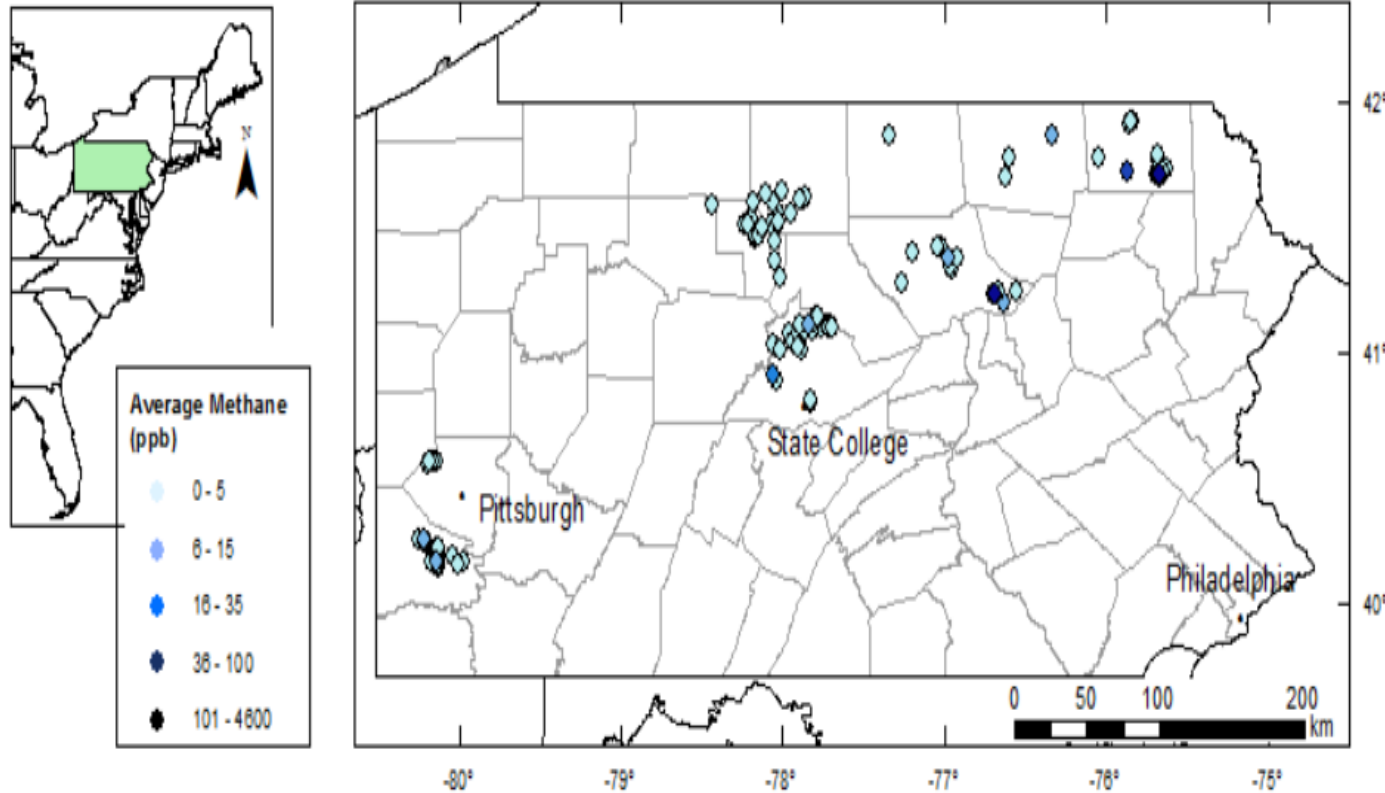 N
Average Methane
(ppb)
0 - 5
6 - 15
16 - 35
36 - 100
101 - 4600
State College
Pittsburgh
Philadelphia
42°
41°
40°
0 50 100 200
km
-80° -79° -78° -77° -76° -75°